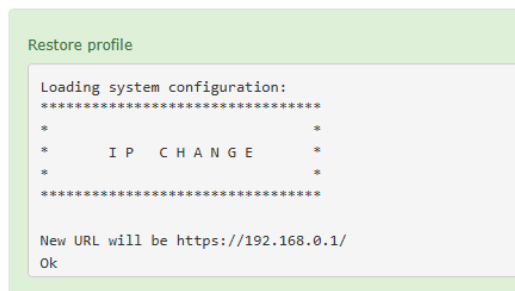 Restore profile
Loading system configuration:
*********************************
*                               *
*       I P   C H A N G E       *
*                               *
*********************************
New URL will be https://192.168.0.1/
Ok